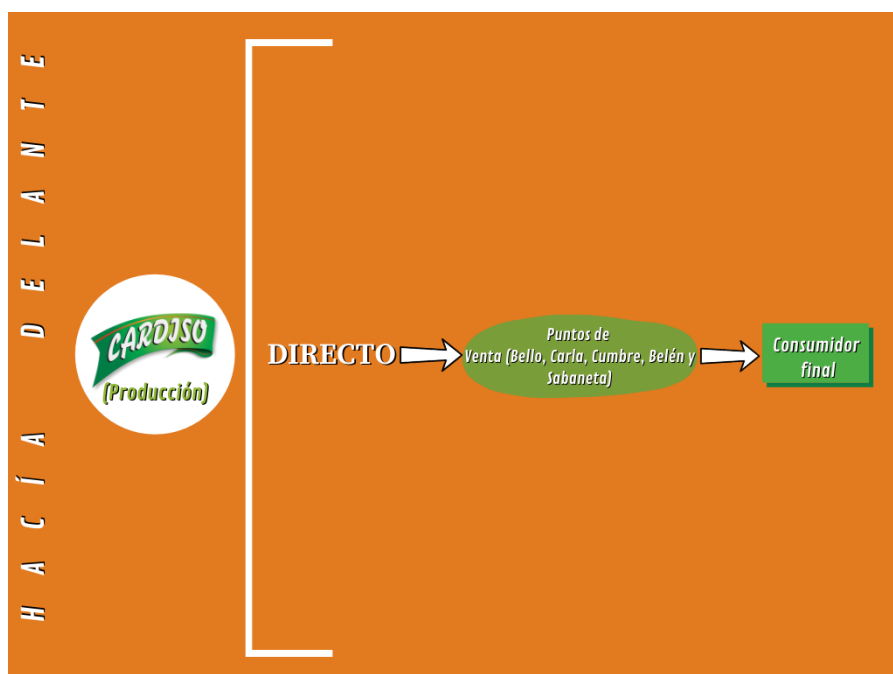 HACÍA DELANTE
CARDISO
(Producción)
DIRECTO
Puntos de
Venta (Bello, Carla, Cumbre, Belén y
Sabaneta)
Consumidor
final